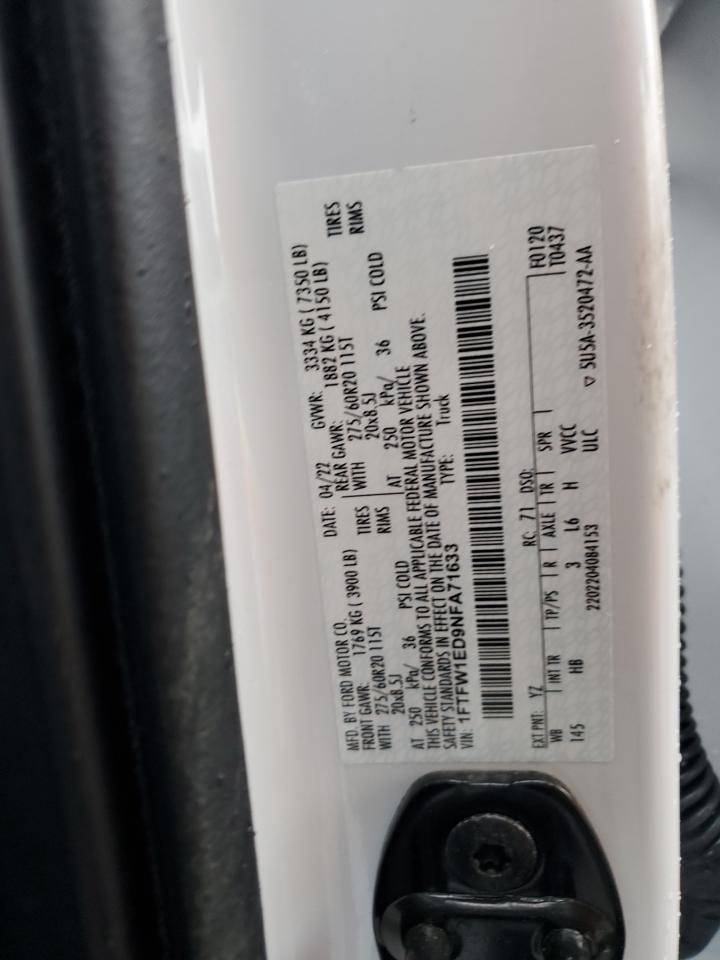 MFD. BY FORD MOTOR CO. DATE: 04/22 GVWR: 3334 KG ( 7350 LB)
FRONT GAWR: 1769 KG ( 3900 LB) REAR GAWR: 1882 KG ( 4150 LB)
WITH 275/60R20 115T TIRES WITH 275/60R20 115T TIRES
20x8.5J RIMS 20x8.5J RIMS
AT 250 kPa/ 36 PSI COLD AT 250 kPa/ 36 PSI COLD
THIS VEHICLE CONFORMS TO ALL APPLICABLE FEDERAL MOTOR VEHICLE
SAFETY STANDARDS IN EFFECT ON THE DATE OF MANUFACTURE SHOWN ABOVE.
VIN: 1FTFW1ED9NFA71633 TYPE: Truck
EXT PNT: YZ RC: 71 DSO: F0120
WB INT TR TP/PS R AXLE TR SPR T0437
145 HB 3 L6 H VVCC
2202204084153 ULC ▽ 5U5A-3520472-AA